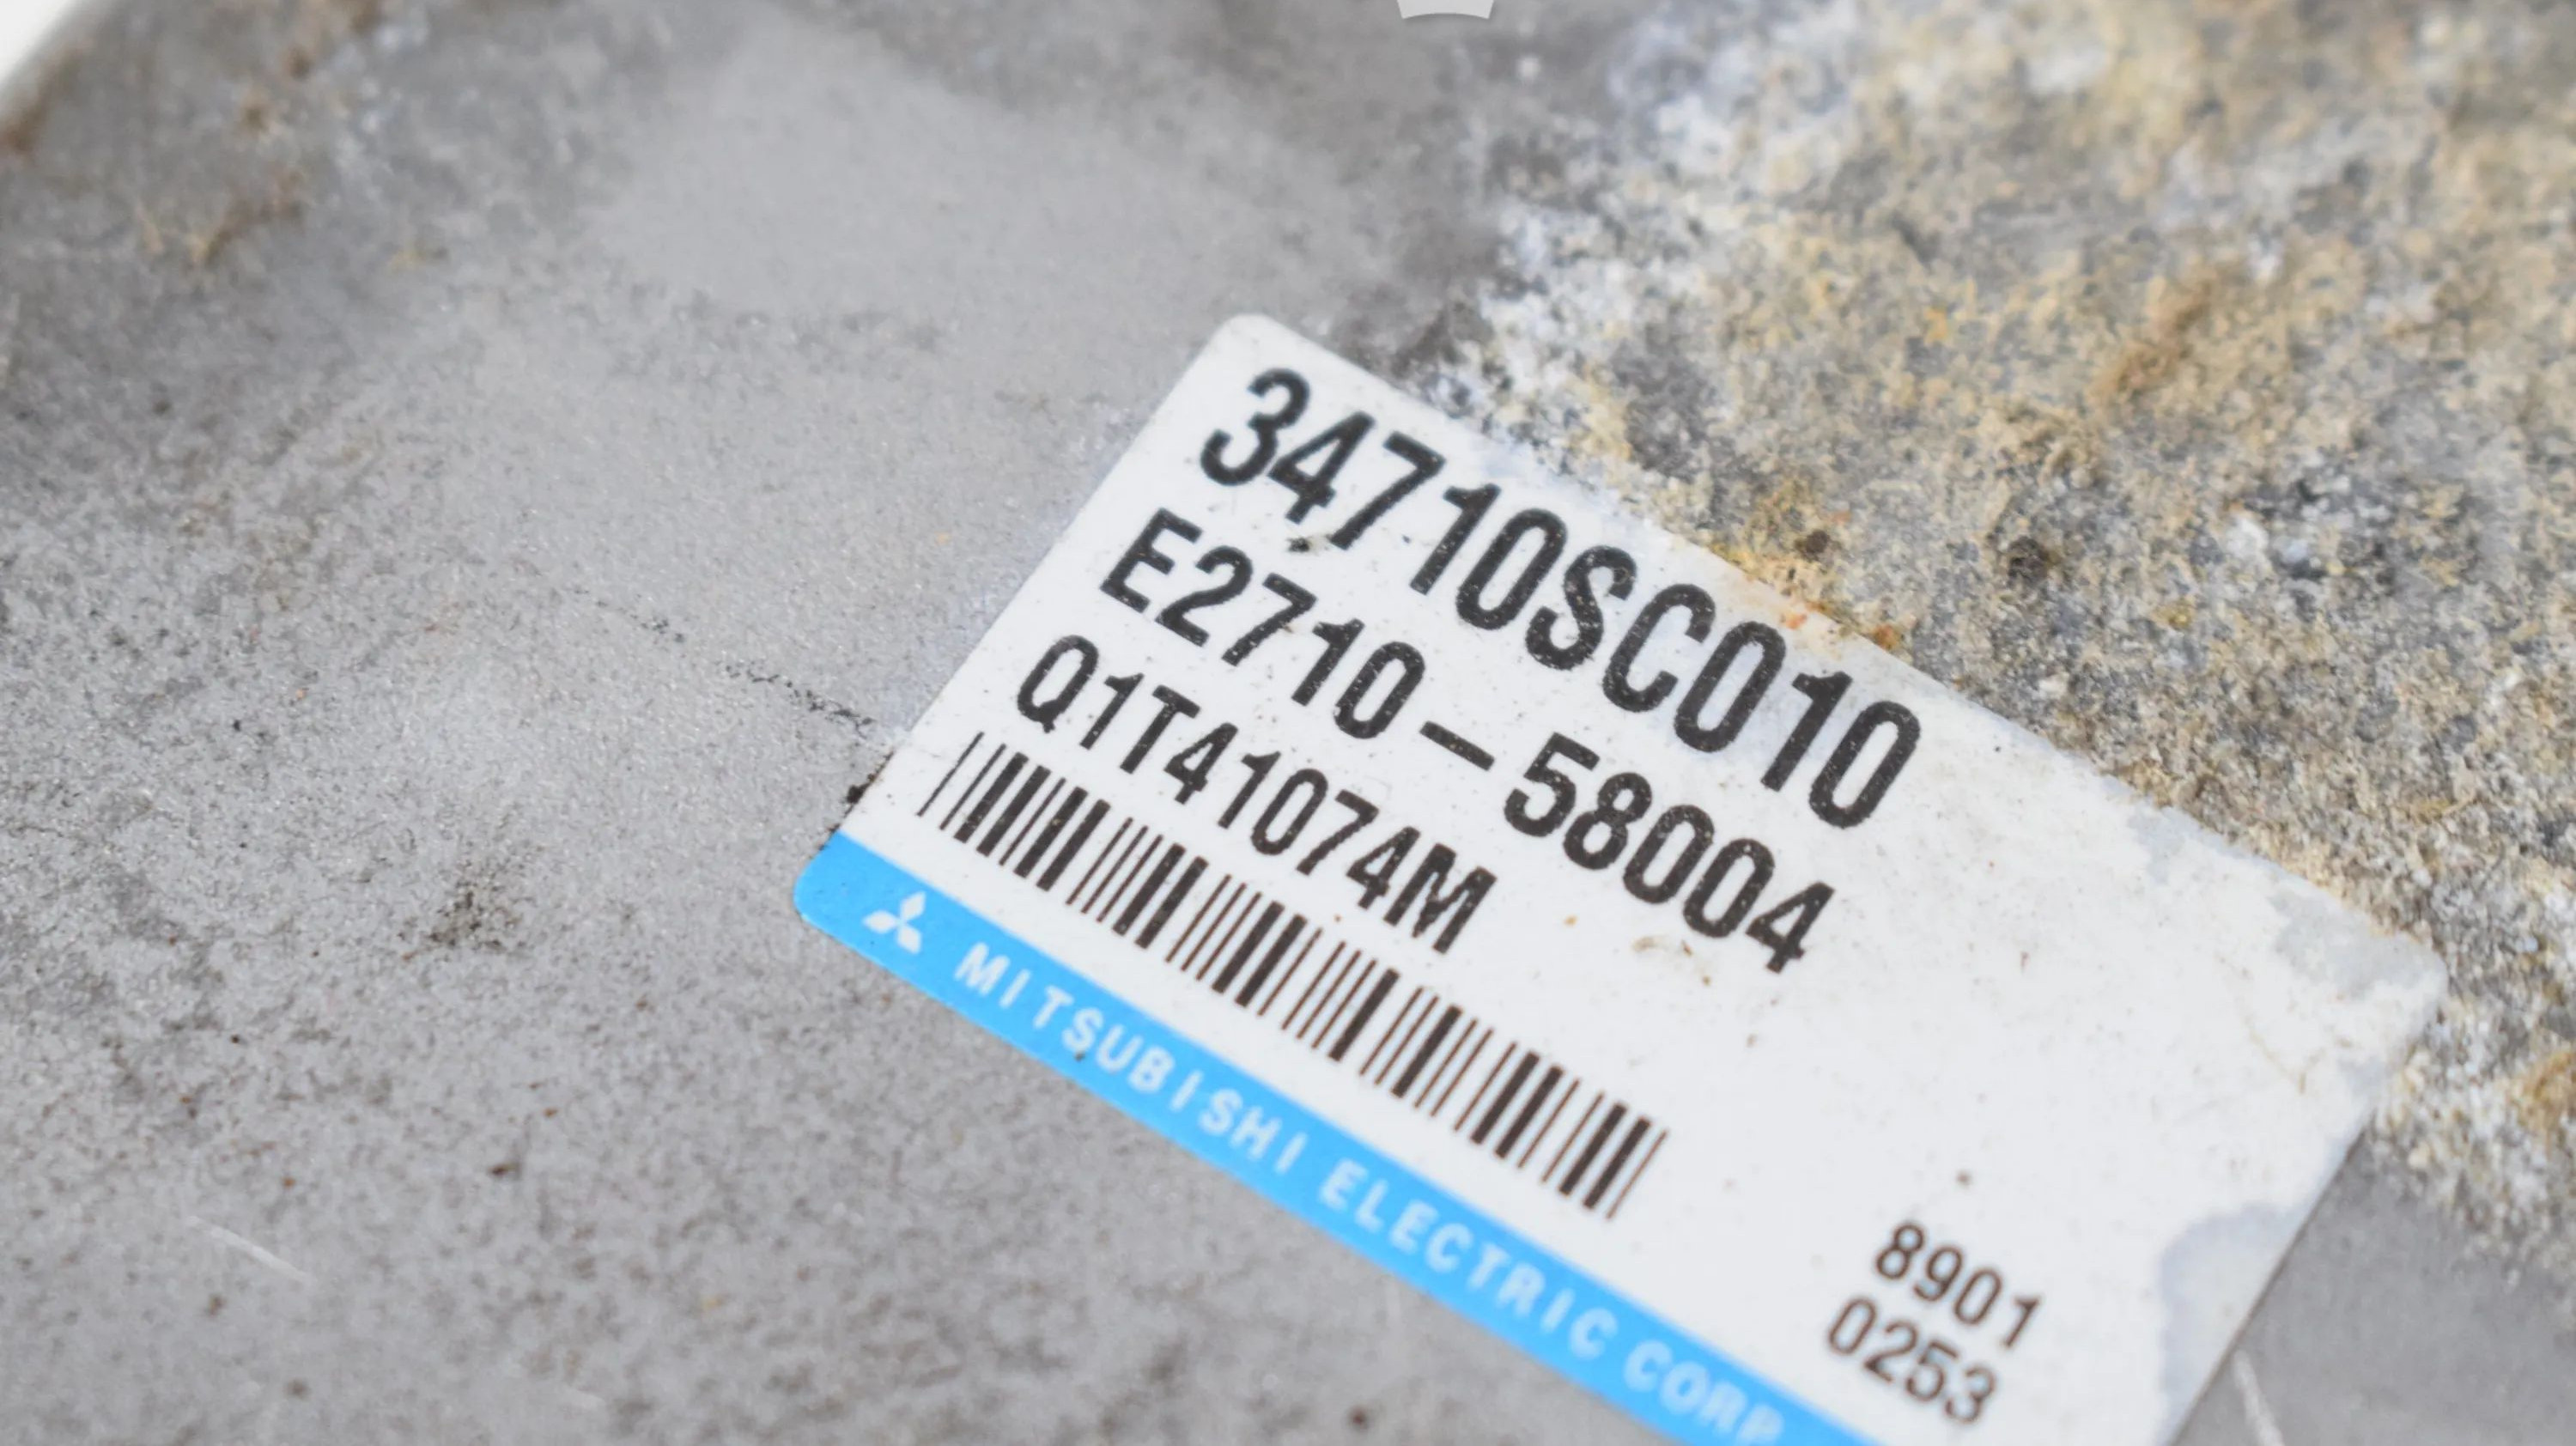 34710SC010
E2710-58004
Q1T41074M
MITSUBISHI ELECTRIC CORP.
8901
0253